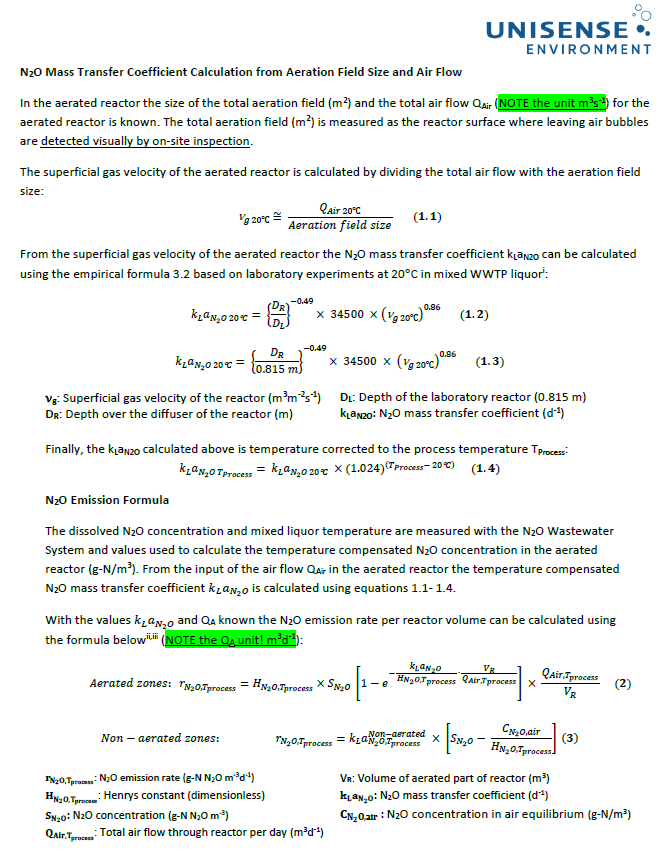 UNISENSE
ENVIRONMENT
N2O Mass Transfer Coefficient Calculation from Aeration Field Size and Air Flow
In the aerated reactor the size of the total aeration field (m²) and the total air flow Q_Air (NOTE the unit m³s⁻¹) for the
aerated reactor is known. The total aeration field (m²) is measured as the reactor surface where leaving air bubbles
are detected visually by on-site inspection.
The superficial gas velocity of the aerated reactor is calculated by dividing the total air flow with the aeration field
size:
v_g 20℃ ≅ Q_Air 20℃ / Aeration field size (1.1)
From the superficial gas velocity of the aerated reactor the N₂O mass transfer coefficient k_La_N2O can be calculated
using the empirical formula 3.2 based on laboratory experiments at 20°C in mixed WWTP liquorⁱ:
k_La_N₂O 20℃ = {D_R / D_L}^−0.49 × 34500 × (v_g 20℃)^0.86 (1.2)
k_La_N₂O 20℃ = {D_R / 0.815 m}^−0.49 × 34500 × (v_g 20℃)^0.86 (1.3)
v_g: Superficial gas velocity of the reactor (m³m⁻²s⁻¹) D_L: Depth of the laboratory reactor (0.815 m)
D_R: Depth over the diffuser of the reactor (m) k_La_N2O: N₂O mass transfer coefficient (d⁻¹)
Finally, the k_La_N2O calculated above is temperature corrected to the process temperature T_Process:
k_La_N₂O TProcess = k_La_N₂O 20℃ × (1.024)^(T_Process − 20℃) (1.4)
N₂O Emission Formula
The dissolved N₂O concentration and mixed liquor temperature are measured with the N₂O Wastewater
System and values used to calculate the temperature compensated N₂O concentration in the aerated
reactor (g-N/m³). From the input of the air flow Q_Air in the aerated reactor the temperature compensated
N₂O mass transfer coefficient k_La_N₂O is calculated using equations 1.1- 1.4.
With the values k_La_N₂O and Q_A known the N₂O emission rate per reactor volume can be calculated using
the formula below^ii,iii (NOTE the Q_A unit! m³d⁻¹):
Aerated zones: r_N₂O,Tprocess = H_N₂O,Tprocess × S_N₂O [1 − e^(−(k_La_N₂O / H_N₂O,Tprocess) · (V_R / Q_Air,Tprocess))] × Q_Air,Tprocess / V_R (2)
Non − aerated zones: r_N₂O,Tprocess = k_La^Non−aerated_N₂O,Tprocess × [S_N₂O − C_N₂O,air / H_N₂O,Tprocess] (3)
r_N₂O,Tprocess: N₂O emission rate (g-N N₂O m⁻³d⁻¹) V_R: Volume of aerated part of reactor (m³)
H_N₂O,Tprocess: Henrys constant (dimensionless) k_La_N₂O: N₂O mass transfer coefficient (d⁻¹)
S_N₂O: N₂O concentration (g-N N₂O m⁻³) C_N₂O,air : N₂O concentration in air equilibrium (g-N/m³)
Q_Air,Tprocess: Total air flow through reactor per day (m³d⁻¹)